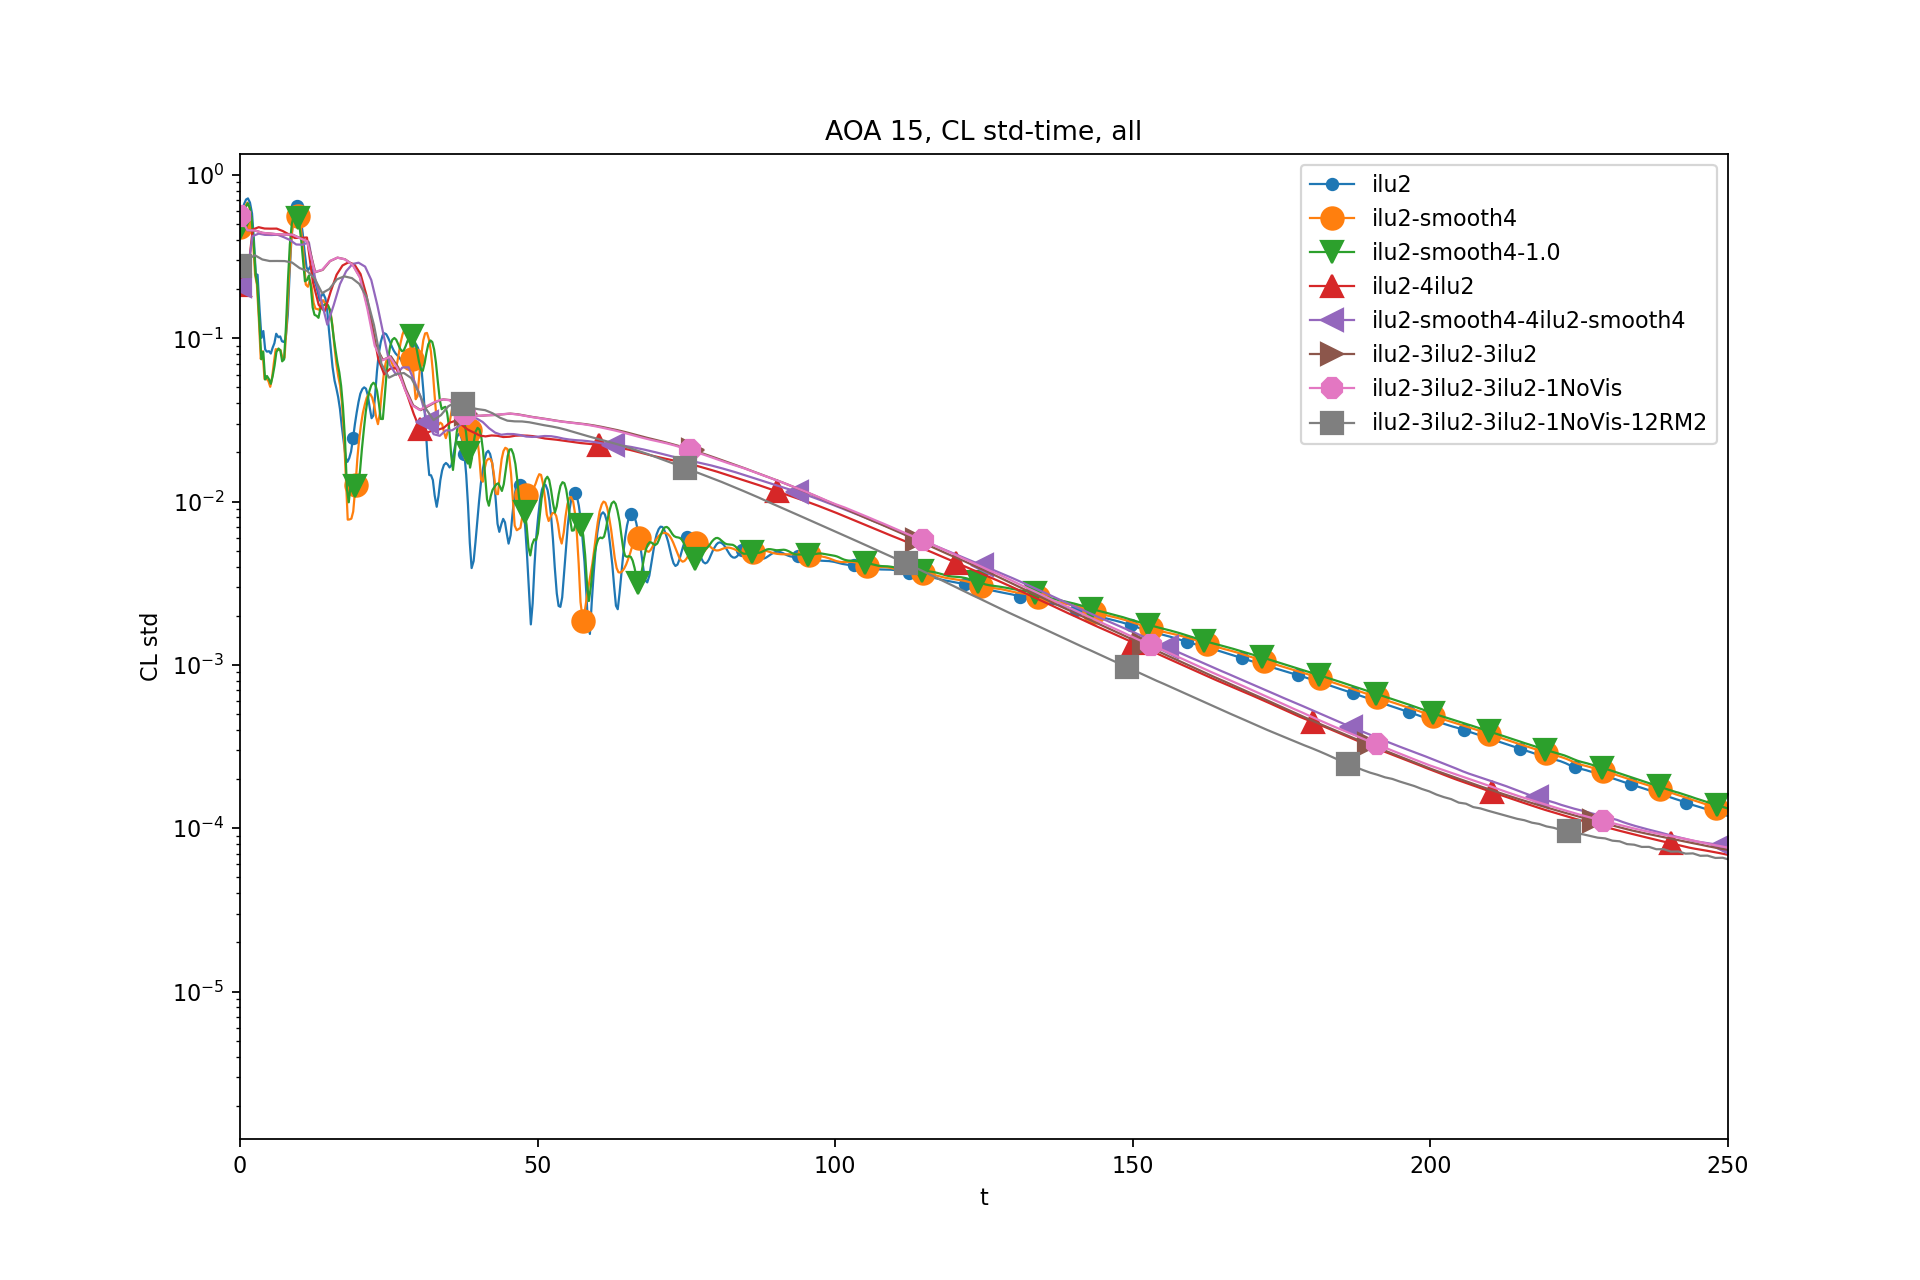 AOA 15, CL std-time, all
10⁰
10⁻¹
10⁻²
10⁻³
10⁻⁴
10⁻⁵
CL std
0 50 100 150 200 250
t
ilu2
ilu2-smooth4
ilu2-smooth4-1.0
ilu2-4ilu2
ilu2-smooth4-4ilu2-smooth4
ilu2-3ilu2-3ilu2
ilu2-3ilu2-3ilu2-1NoVis
ilu2-3ilu2-3ilu2-1NoVis-12RM2